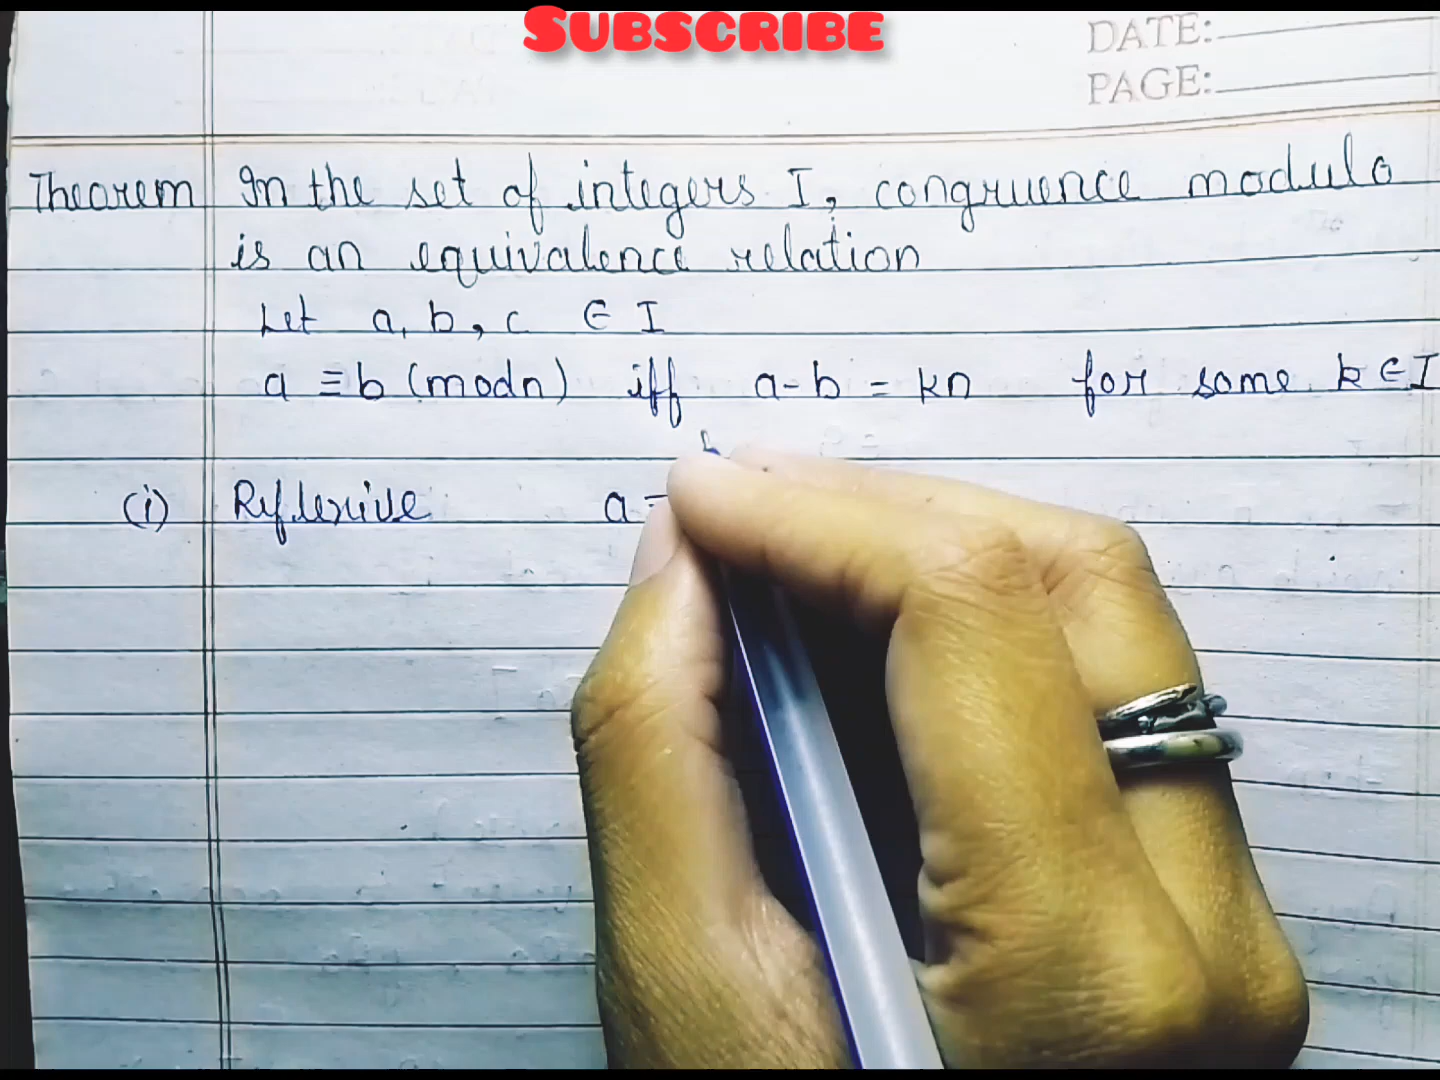 SUBSCRIBE
DATE:
PAGE:
Theorem In the set of integers I, congruence modulo
is an equivalence relation
Let a, b, c ∈ I
a ≡ b (modn) iff a - b = kn for some k ∈ I
(i) Reflexive a